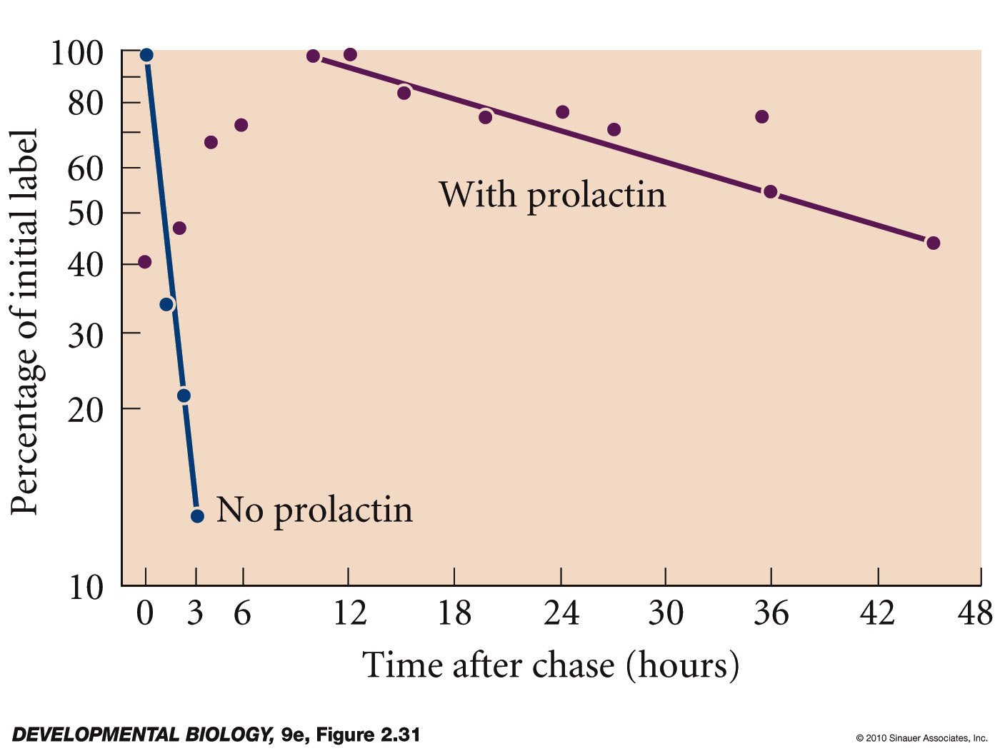 Percentage of initial label
100
80
60
50
40
30
20
10
With prolactin
No prolactin
0 3 6 12 18 24 30 36 42 48
Time after chase (hours)
DEVELOPMENTAL BIOLOGY, 9e, Figure 2.31
© 2010 Sinauer Associates, Inc.